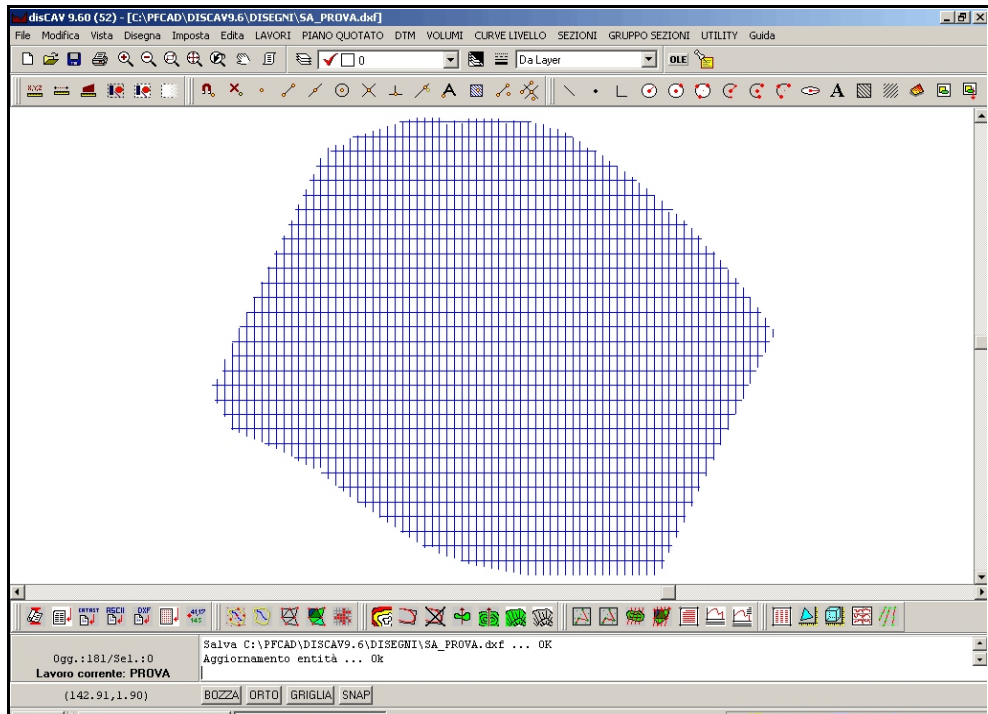 disCAV 9.60 (52) - [C:\PFCAD\DISCAV9.6\DISEGNI\SA_PROVA.dxf]
File Modifica Vista Disegna Imposta Edita LAVORI PIANO QUOTATO DTM VOLUMI CURVE LIVELLO SEZIONI GRUPPO SEZIONI UTILITY Guida
0 Da Layer OLE
X,Y,Z A A
ASCII DXF
Salva C:\PFCAD\DISCAV9.6\DISEGNI\SA_PROVA.dxf ... OK
Ogg.:181/Sel.:0 Aggiornamento entità ... Ok
Lavoro corrente: PROVA
(142.91,1.90) BOZZA ORTO GRIGLIA SNAP